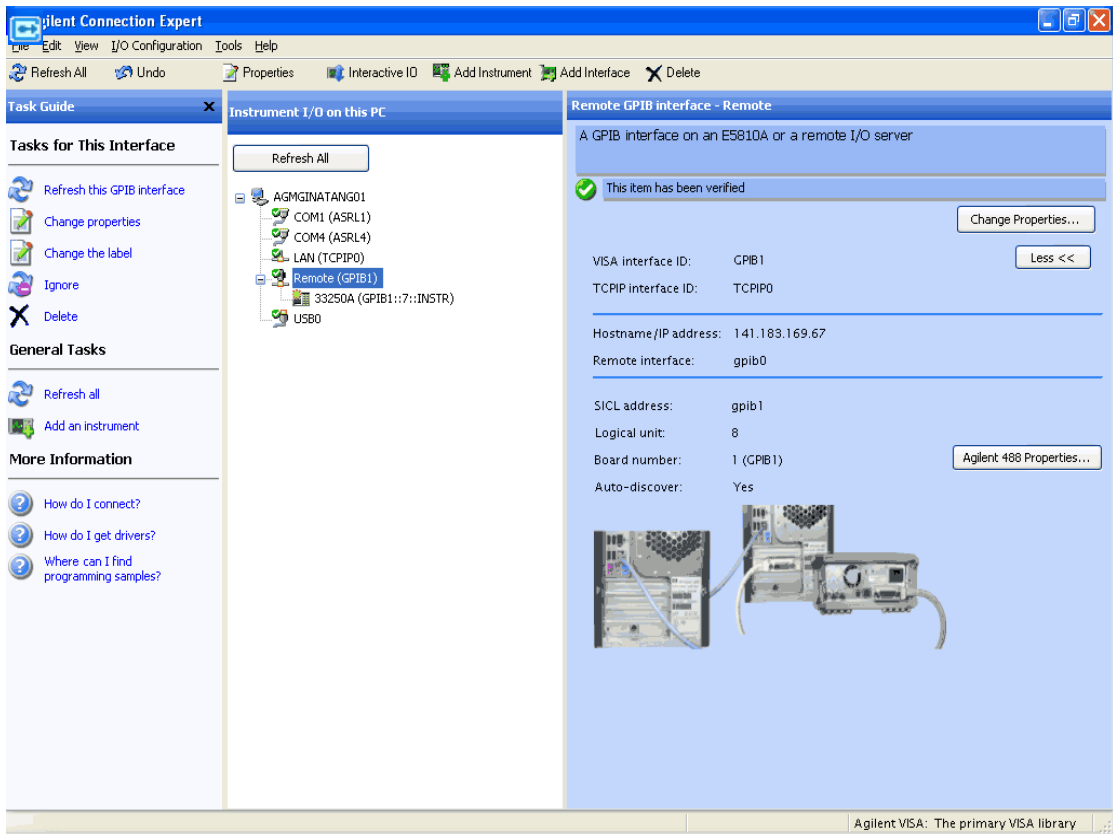 Agilent Connection Expert
File Edit View I/O Configuration Tools Help
Refresh All Undo Properties Interactive IO Add Instrument Add Interface Delete
Task Guide
Tasks for This Interface
Refresh this GPIB interface
Change properties
Change the label
Ignore
Delete
General Tasks
Refresh all
Add an instrument
More Information
How do I connect?
How do I get drivers?
Where can I find
programming samples?
Instrument I/O on this PC
Refresh All
AGMGINATANG01
COM1 (ASRL1)
COM4 (ASRL4)
LAN (TCPIP0)
Remote (GPIB1)
33250A (GPIB1::7::INSTR)
USB0
Remote GPIB interface - Remote
A GPIB interface on an E5810A or a remote I/O server
This item has been verified
Change Properties...
VISA interface ID: GPIB1
Less <<
TCPIP interface ID: TCPIP0
Hostname/IP address: 141.183.169.67
Remote interface: gpib0
SICL address: gpib1
Logical unit: 8
Board number: 1 (GPIB1)
Agilent 488 Properties...
Auto-discover: Yes
Agilent VISA: The primary VISA library